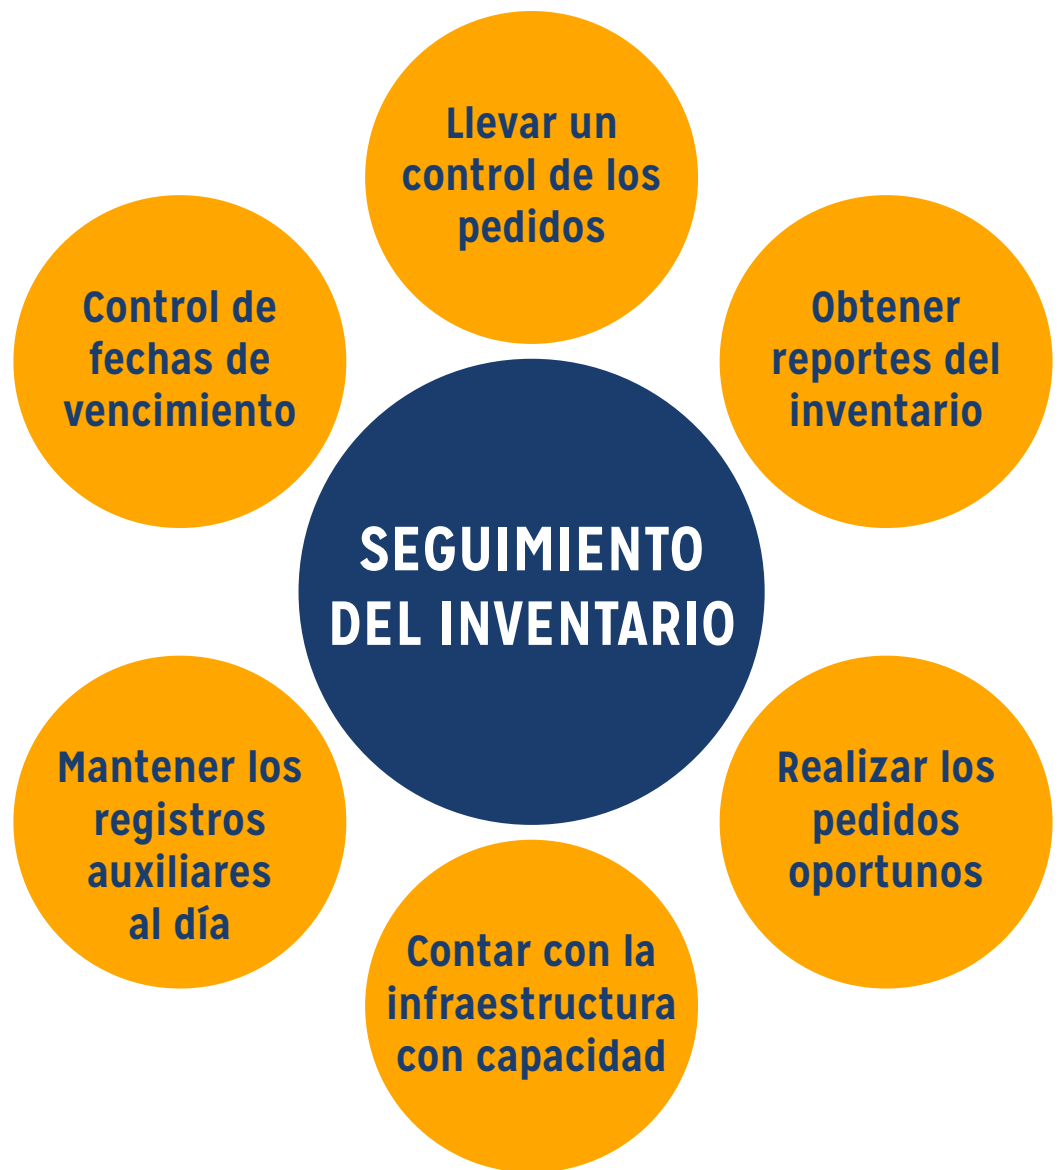 Llevar un
control de los
pedidos
Obtener
reportes del
inventario
Realizar los
pedidos
oportunos
Contar con la
infraestructura
con capacidad
Mantener los
registros
auxiliares
al día
Control de
fechas de
vencimiento
SEGUIMIENTO
DEL INVENTARIO